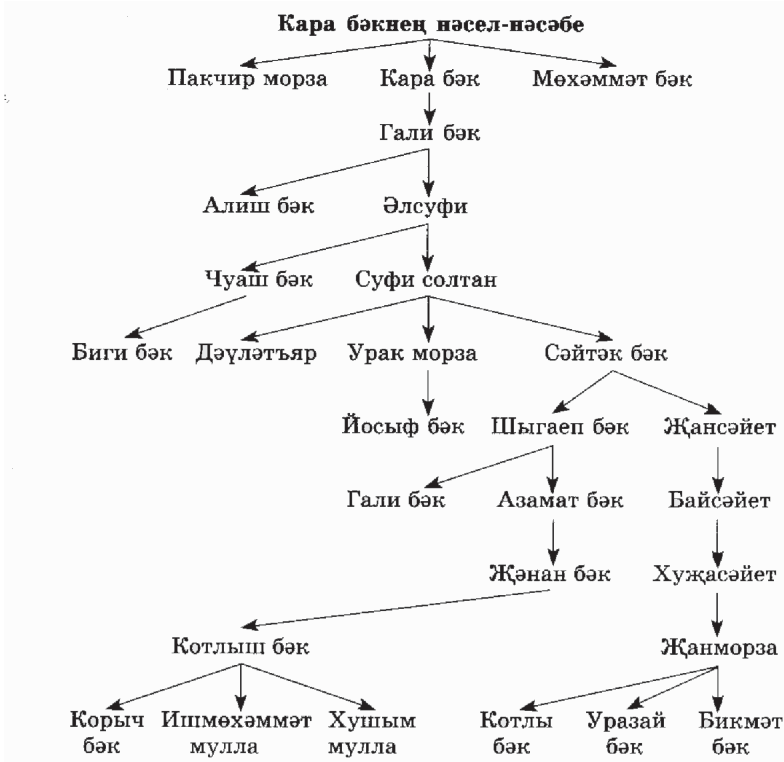 Кара бәкнең нәсел-нәсәбе
Пакчир морза Кара бәк Мөхәммәт бәк
Гали бәк
Алиш бәк Әлсуфи
Чуаш бәк Суфи солтан
Биги бәк Дәүләтъяр Урак морза Сәйтәк бәк
Йосыф бәк Шыгаеп бәк Җансәйет
Гали бәк Азамат бәк Байсәйет
Җәнан бәк Хуҗасәйет
Котлыш бәк Җанморза
Корыч Ишмөхәммәт Хушым Котлы Уразай Бикмәт
бәк мулла мулла бәк бәк бәк